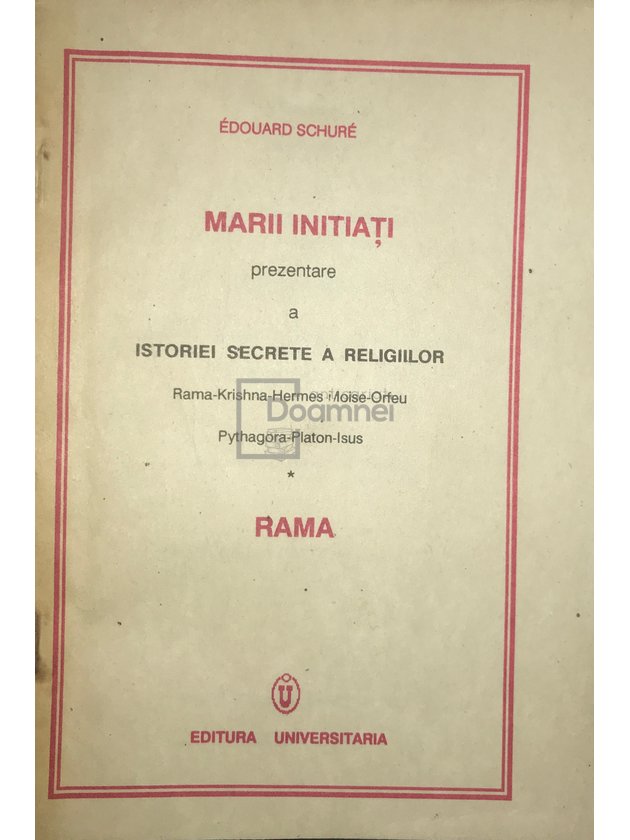 ÉDOUARD SCHURÉ
MARII INITIAȚI
prezentare
a
ISTORIEI SECRETE A RELIGIILOR
Rama-Krishna-Hermes Moise-Orfeu
Doamnei
Pythagora-Platon-Isus
*
RAMA
U
EDITURA UNIVERSITARIA